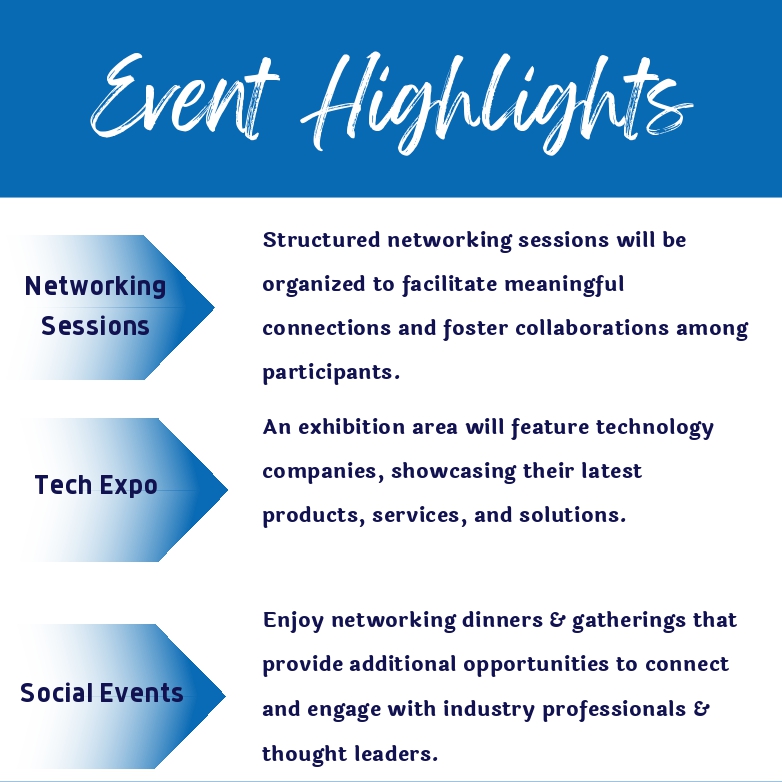 Event Highlights
Networking
Sessions
Structured networking sessions will be
organized to facilitate meaningful
connections and foster collaborations among
participants.
Tech Expo
An exhibition area will feature technology
companies, showcasing their latest
products, services, and solutions.
Social Events
Enjoy networking dinners & gatherings that
provide additional opportunities to connect
and engage with industry professionals &
thought leaders.